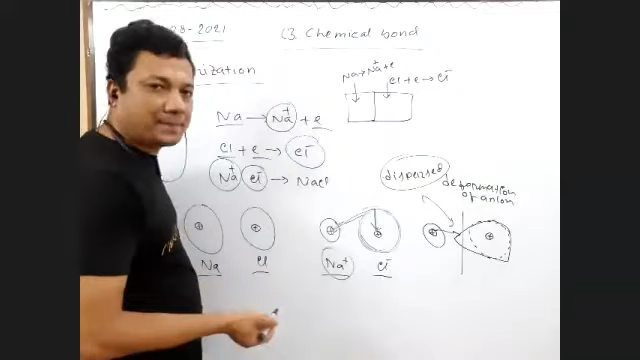 08-2021 (3. Chemical bond
rization
Na → Na⁺ + e
Cl + e → Cl⁻
Na → Na⁺ + e
Cl + e → Cl⁻
Na⁺ Cl⁻ → NaCl
dispersed
deformation
of anion
+ + + + + +
Na Cl Na⁺ Cl⁻